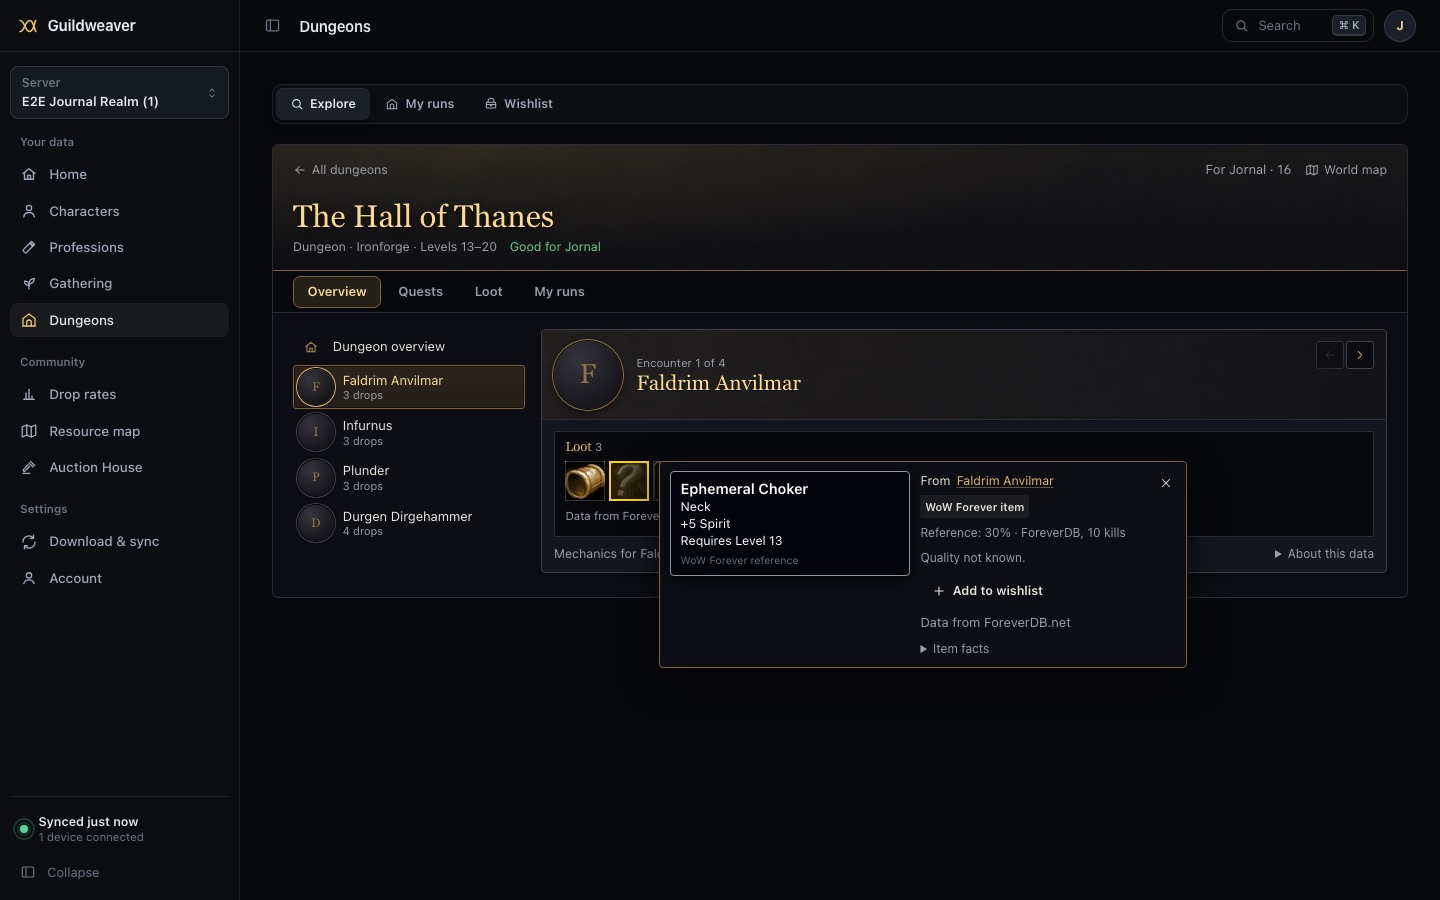 Guildweaver
Dungeons
Search
⌘ K
J
Server
E2E Journal Realm (1)
Your data
Home
Characters
Professions
Gathering
Dungeons
Community
Drop rates
Resource map
Auction House
Settings
Download & sync
Account
Synced just now
1 device connected
Collapse
Explore
My runs
Wishlist
All dungeons
For Jornal · 16
World map
The Hall of Thanes
Dungeon · Ironforge · Levels 13–20
Good for Jornal
Overview
Quests
Loot
My runs
Dungeon overview
F
Faldrim Anvilmar
3 drops
I
Infurnus
3 drops
P
Plunder
3 drops
D
Durgen Dirgehammer
4 drops
F
Encounter 1 of 4
Faldrim Anvilmar
Loot 3
Data from
Mechanics for
About this data
Ephemeral Choker
Neck
+5 Spirit
Requires Level 13
WoW Forever reference
From Faldrim Anvilmar
WoW Forever item
Reference: 30% · ForeverDB, 10 kills
Quality not known.
Add to wishlist
Data from ForeverDB.net
Item facts